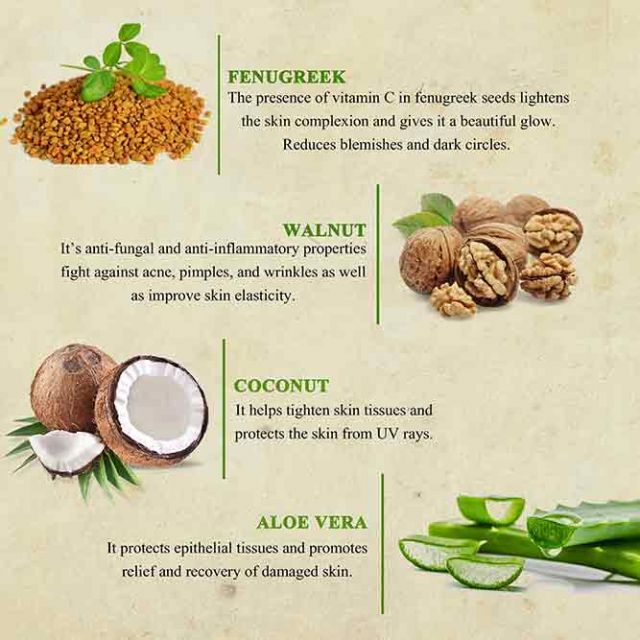 FENUGREEK
The presence of vitamin C in fenugreek seeds lightens
the skin complexion and gives it a beautiful glow.
Reduces blemishes and dark circles.
WALNUT
It's anti-fungal and anti-inflammatory properties
fight against acne, pimples, and wrinkles as well
as improve skin elasticity.
COCONUT
It helps tighten skin tissues and
protects the skin from UV rays.
ALOE VERA
It protects epithelial tissues and promotes
relief and recovery of damaged skin.